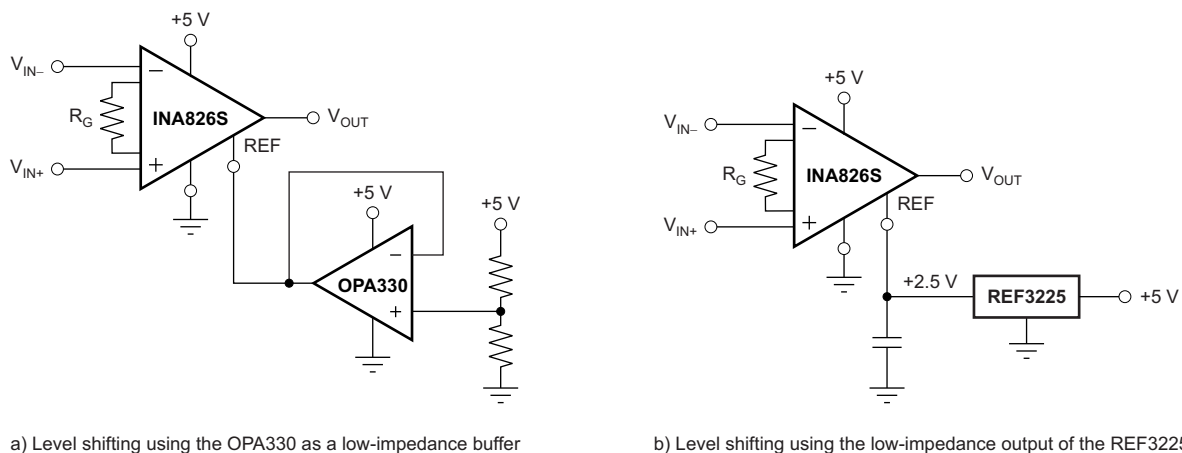 +5 V
V_IN–
−
R_G
INA826S
V_OUT
REF
V_IN+
+
+5 V
+5 V
−
OPA330
+
a) Level shifting using the OPA330 as a low-impedance buffer
+5 V
V_IN–
−
R_G
INA826S
V_OUT
REF
V_IN+
+
+2.5 V
REF3225
+5 V
b) Level shifting using the low-impedance output of the REF3225